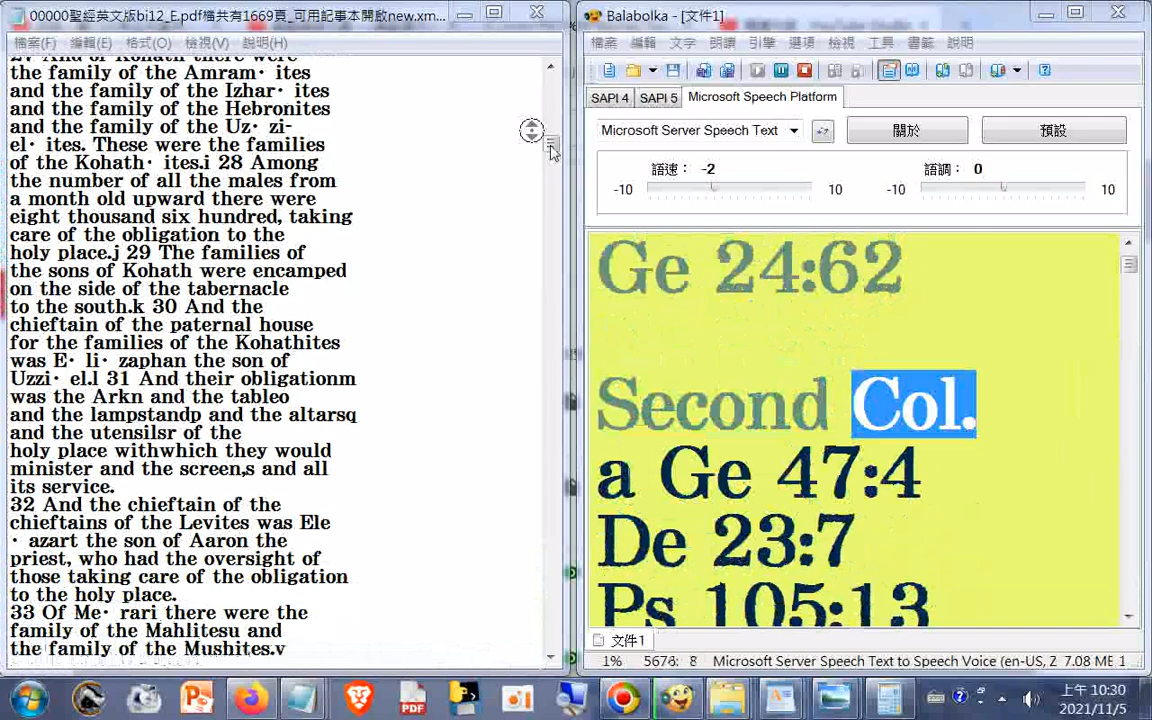 00000聖經英文版bi12_E.pdf檔共有1669頁_可用記事本開啟new.xm...
檔案(F) 編輯(E) 格式(O) 檢視(V) 說明(H)
27 And of Kohath there were
the family of the Amram· ites
and the family of the Izhar· ites
and the family of the Hebronites
and the family of the Uz· zi-
el· ites. These were the families
of the Kohath· ites.i 28 Among
the number of all the males from
a month old upward there were
eight thousand six hundred, taking
care of the obligation to the
holy place.j 29 The families of
the sons of Kohath were encamped
on the side of the tabernacle
to the south.k 30 And the
chieftain of the paternal house
for the families of the Kohathites
was E· li· zaphan the son of
Uzzi· el.l 31 And their obligationm
was the Arkn and the tableo
and the lampstandp and the altarsq
and the utensilsr of the
holy place withwhich they would
minister and the screen,s and all
its service.
32 And the chieftain of the
chieftains of the Levites was Ele
· azart the son of Aaron the
priest, who had the oversight of
those taking care of the obligation
to the holy place.
33 Of Me· rari there were the
family of the Mahlitesu and
the family of the Mushites.v
Balabolka - [文件1]
檔案 編輯 文字 朗讀 引擎 選項 檢視 工具 書籤 說明
SAPI 4 SAPI 5 Microsoft Speech Platform
Microsoft Server Speech Text 關於 預設
語速: -2 語調: 0
-10 10 -10 10
Ge 24:62
Second Col.
a Ge 47:4
De 23:7
Ps 105:13
文件1
1% 5678: 8 Microsoft Server Speech Text to Speech Voice (en-US, Z 7.08 ME 1
PDF
上午 10:30
2021/11/5